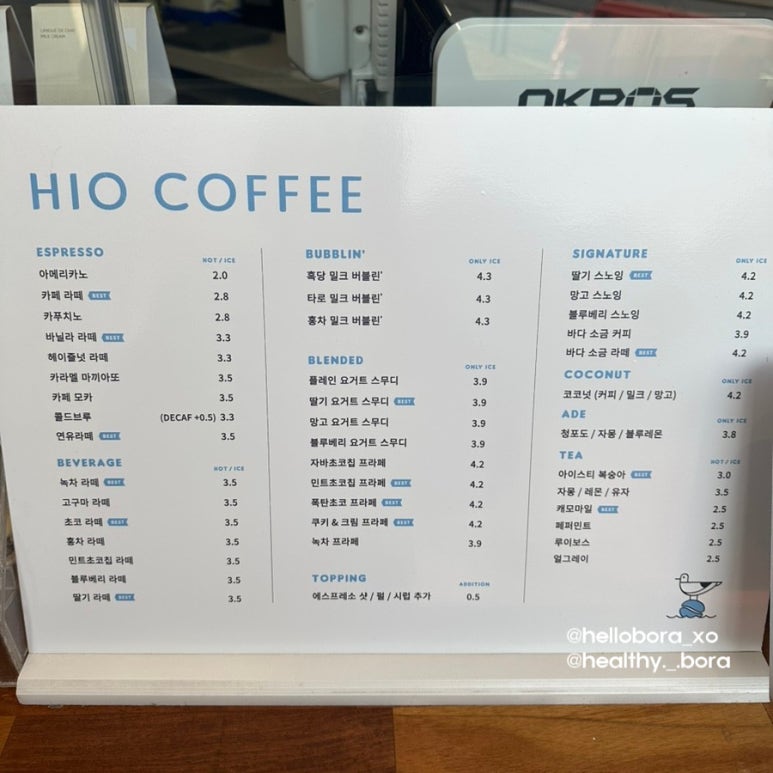 OKPOS
HIO COFFEE
ESPRESSO
HOT / ICE
아메리카노 2.0
카페 라떼 BEST 2.8
카푸치노 2.8
바닐라 라떼 BEST 3.3
헤이즐넛 라떼 3.3
카라멜 마끼아또 3.5
카페 모카 3.5
콜드브루 (DECAF +0.5) 3.3
연유라떼 BEST 3.5
BEVERAGE
HOT / ICE
녹차 라떼 BEST 3.5
고구마 라떼 3.5
초코 라떼 BEST 3.5
홍차 라떼 3.5
민트초코칩 라떼 3.5
블루베리 라떼 3.5
딸기 라떼 BEST 3.5
BUBBLIN'
ONLY ICE
흑당 밀크 버블린' 4.3
타로 밀크 버블린' 4.3
홍차 밀크 버블린' 4.3
BLENDED
ONLY ICE
플레인 요거트 스무디 3.9
딸기 요거트 스무디 BEST 3.9
망고 요거트 스무디 3.9
블루베리 요거트 스무디 3.9
자바초코칩 프라페 4.2
민트초코칩 프라페 BEST 4.2
폭탄초코 프라페 BEST 4.2
쿠키 & 크림 프라페 BEST 4.2
녹차 프라페 3.9
TOPPING
ADDITION
에스프레소 샷 / 펄 / 시럽 추가 0.5
SIGNATURE
ONLY ICE
딸기 스노잉 BEST 4.2
망고 스노잉 4.2
블루베리 스노잉 4.2
바다 소금 커피 3.9
바다 소금 라떼 BEST 4.2
COCONUT
ONLY ICE
코코넛 (커피 / 밀크 / 망고) 4.2
ADE
ONLY ICE
청포도 / 자몽 / 블루레몬 3.8
TEA
HOT / ICE
아이스티 복숭아 BEST 3.0
자몽 / 레몬 / 유자 3.5
캐모마일 BEST 2.5
페퍼민트 2.5
루이보스 2.5
얼그레이 2.5
@hellobora_xo
@healthy._.bora